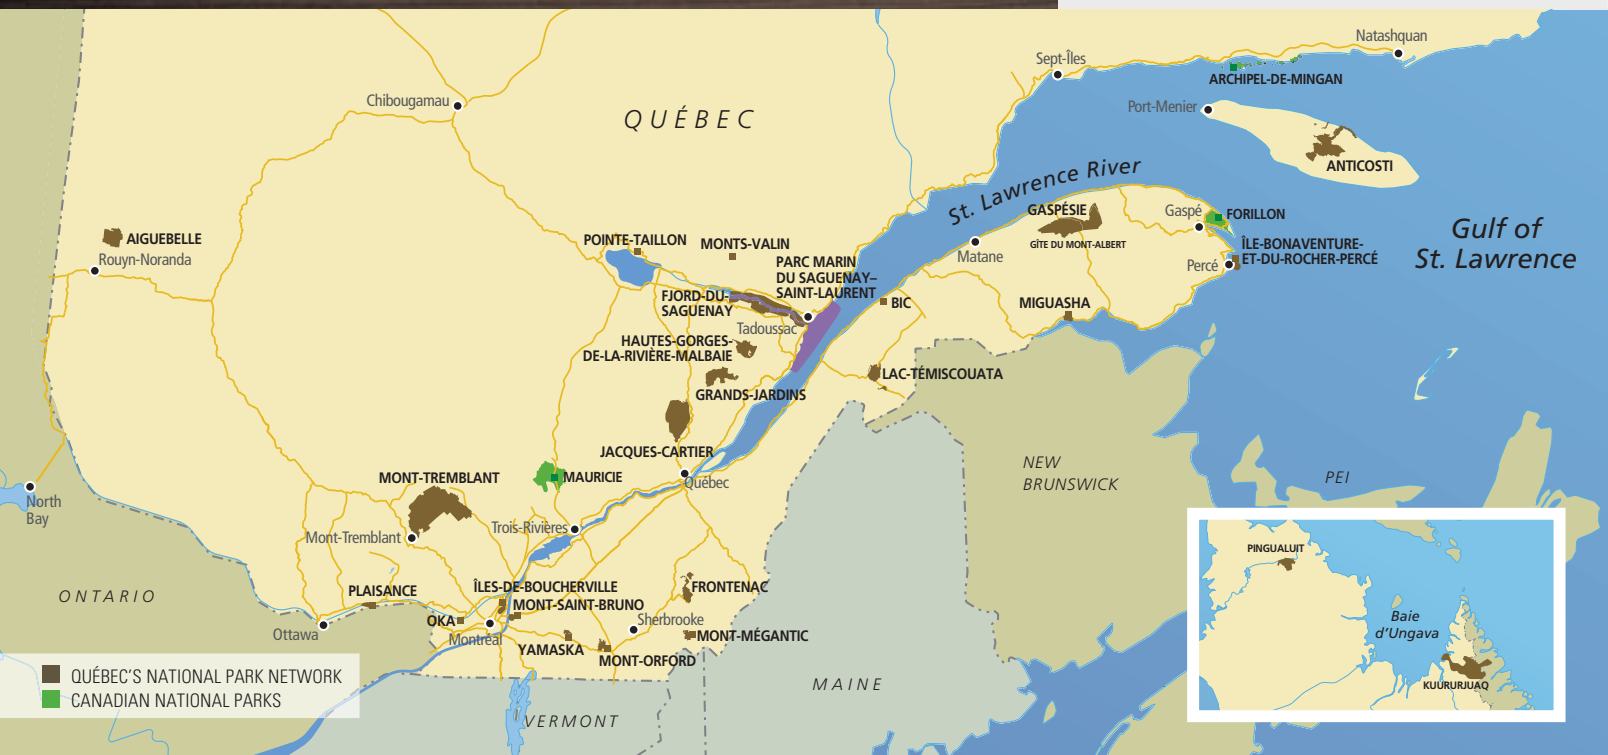 Natashquan
Sept-Îles
ARCHIPEL-DE-MINGAN
Chibougamau
Port-Menier
QUÉBEC
ANTICOSTI
St. Lawrence River
GASPÉSIE
Gaspé
FORILLON
AIGUEBELLE
Rouyn-Noranda
POINTE-TAILLON
MONTS-VALIN
GÎTE DU MONT-ALBERT
Matane
ÎLE-BONAVENTURE-
ET-DU-ROCHER-PERCÉ
Percé
Gulf of
St. Lawrence
PARC MARIN
DU SAGUENAY–
SAINT-LAURENT
FJORD-DU-
SAGUENAY
BIC
MIGUASHA
Tadoussac
HAUTES-GORGES-
DE-LA-RIVIÈRE-MALBAIE
LAC-TÉMISCOUATA
GRANDS-JARDINS
JACQUES-CARTIER
MONT-TREMBLANT
MAURICIE
Québec
NEW
BRUNSWICK
PEI
North
Bay
Trois-Rivières
Mont-Tremblant
PINGUALUIT
ONTARIO
PLAISANCE
ÎLES-DE-BOUCHERVILLE
FRONTENAC
MONT-SAINT-BRUNO
OKA
Sherbrooke
Baie
d'Ungava
Ottawa
Montréal
MONT-MÉGANTIC
YAMASKA
MONT-ORFORD
KUURURJUAQ
MAINE
VERMONT
QUÉBEC'S NATIONAL PARK NETWORK
CANADIAN NATIONAL PARKS